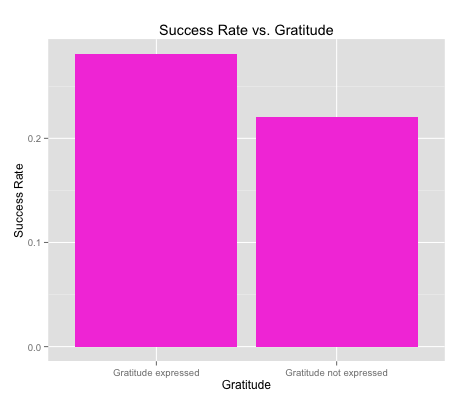 Success Rate vs. Gratitude
Success Rate
0.2
0.1
0.0
Gratitude expressed
Gratitude not expressed
Gratitude